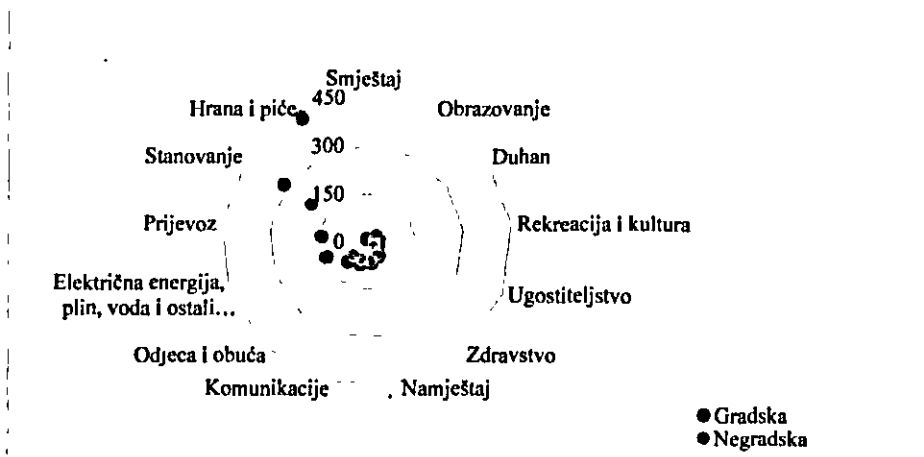 Smještaj
450
Hrana i piće
Obrazovanje
300
Stanovanje
Duhan
150
Prijevoz
Rekreacija i kultura
0
Električna energija,
plin, voda i ostali...
Ugostiteljstvo
Odjeca i obuća
Zdravstvo
Komunikacije
Namještaj
Gradska
Negradska